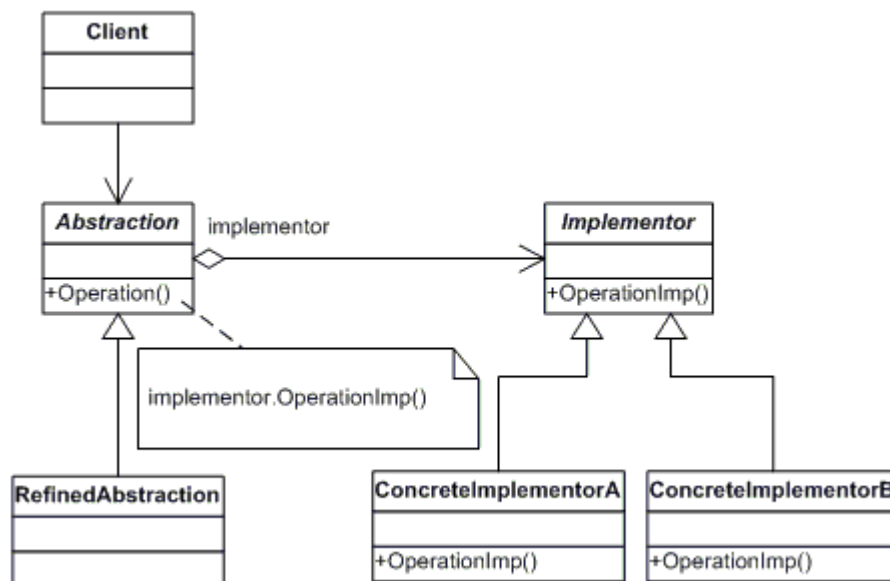 Client
Abstraction
implementor
Implementor
+Operation()
+OperationImp()
implementor.OperationImp()
RefinedAbstraction
ConcreteImplementorA
ConcreteImplementorB
+OperationImp()
+OperationImp()